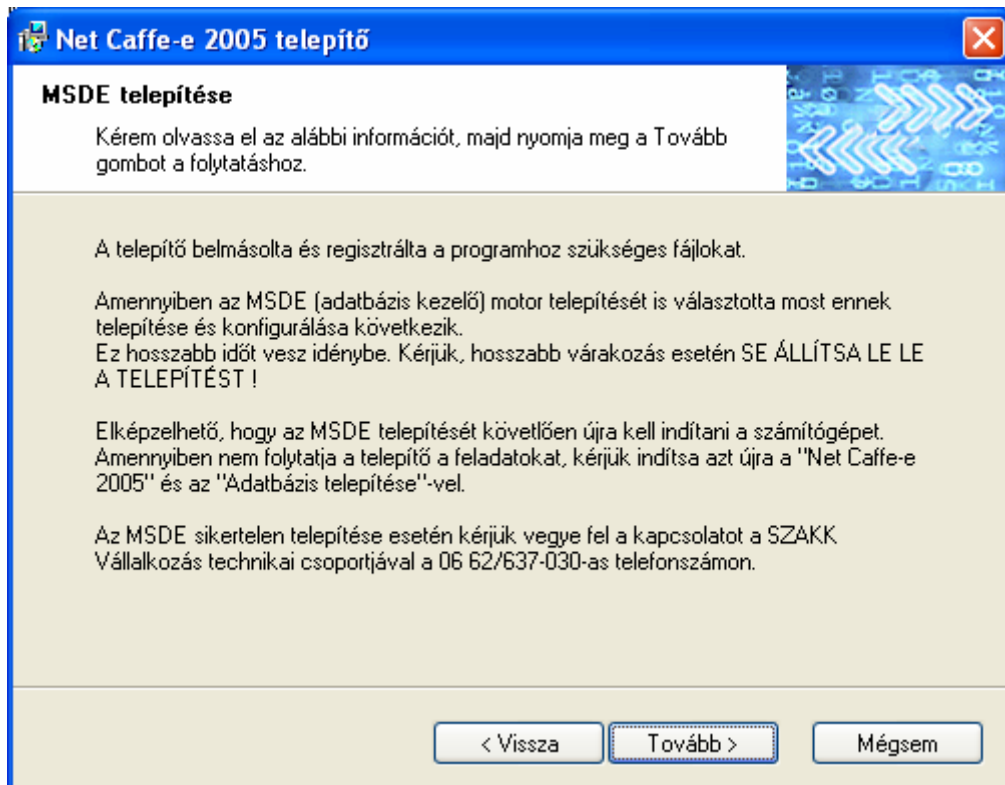 Net Caffe-e 2005 telepítő
MSDE telepítése
Kérem olvassa el az alábbi információt, majd nyomja meg a Tovább
gombot a folytatáshoz.
A telepítő belmásolta és regisztrálta a programhoz szükséges fájlokat.
Amennyiben az MSDE (adatbázis kezelő) motor telepítését is választotta most ennek
telepítése és konfigurálása következik.
Ez hosszabb időt vesz idénybe. Kérjük, hosszabb várakozás esetén SE ÁLLÍTSA LE LE
A TELEPÍTÉST !
Elképzelhető, hogy az MSDE telepítését követlően újra kell indítani a számítógépet.
Amennyiben nem folytatja a telepítő a feladatokat, kérjük indítsa azt újra a "Net Caffe-e
2005" és az "Adatbázis telepítése"-vel.
Az MSDE sikertelen telepítése esetén kérjük vegye fel a kapcsolatot a SZAKK
Vállalkozás technikai csoportjával a 06 62/637-030-as telefonszámon.
< Vissza
Tovább >
Mégsem